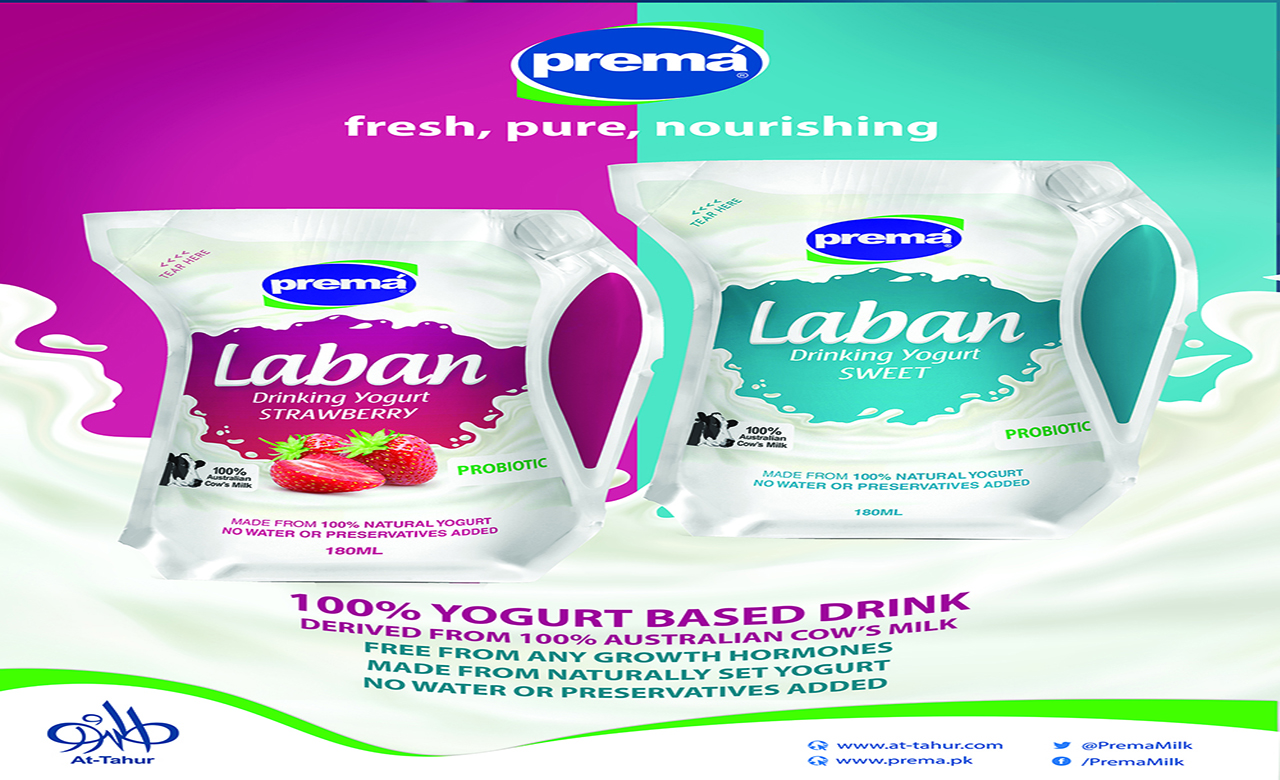 premá®
fresh, pure, nourishing
<<<<
TEAR HERE
premá®
Laban
Drinking Yogurt
STRAWBERRY
100%
Australian
Cow's Milk
PROBIOTIC
MADE FROM 100% NATURAL YOGURT
NO WATER OR PRESERVATIVES ADDED
180ML
<<<<
TEAR HERE
premá®
Laban
Drinking Yogurt
SWEET
100%
Australian
Cow's Milk
PROBIOTIC
MADE FROM 100% NATURAL YOGURT
NO WATER OR PRESERVATIVES ADDED
180ML
100% YOGURT BASED DRINK
DERIVED FROM 100% AUSTRALIAN COW'S MILK
FREE FROM ANY GROWTH HORMONES
MADE FROM NATURALLY SET YOGURT
NO WATER OR PRESERVATIVES ADDED
At-Tahur
www.at-tahur.com
www.prema.pk
@PremaMilk
/PremaMilk